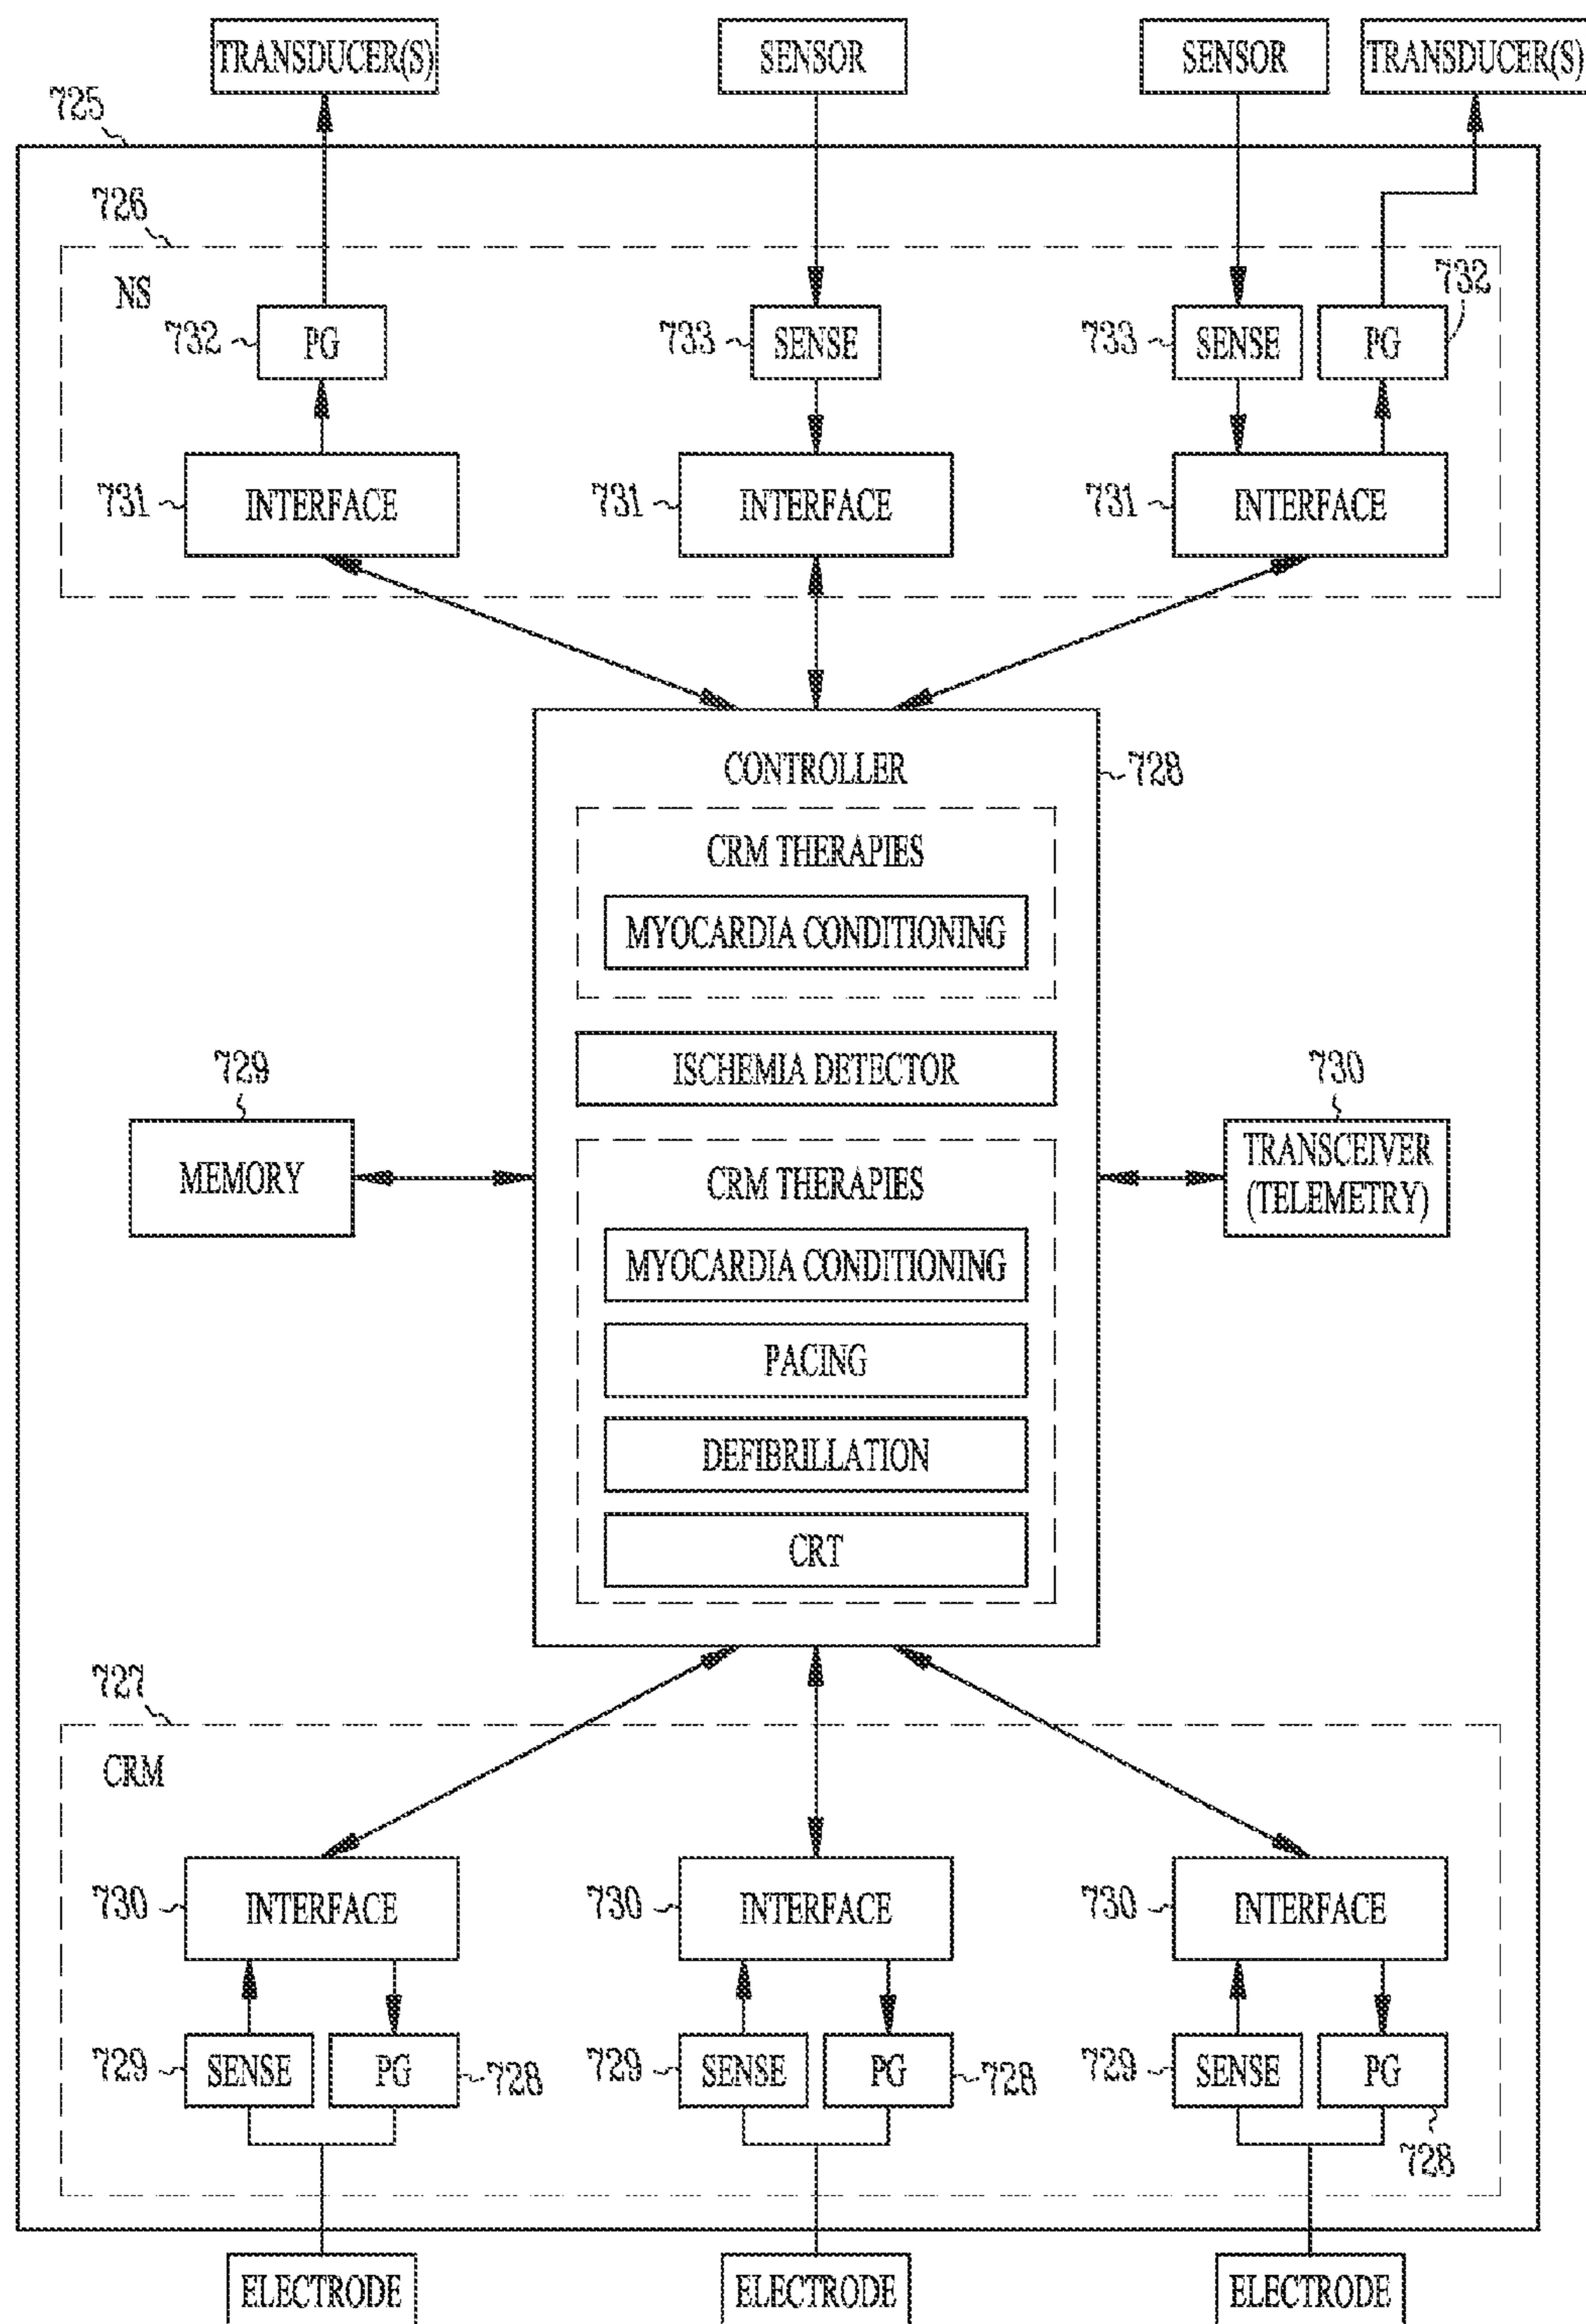 TRANSDUCER(S)
SENSOR
SENSOR
TRANSDUCER(S)
725
726
NS
732
PG
733
SENSE
733
SENSE
PG
732
731
INTERFACE
731
INTERFACE
731
INTERFACE
CONTROLLER
728
CRM THERAPIES
MYOCARDIA CONDITIONING
ISCHEMIA DETECTOR
729
MEMORY
730
TRANSCEIVER
(TELEMETRY)
CRM THERAPIES
MYOCARDIA CONDITIONING
PACING
DEFIBRILLATION
CRT
727
CRM
730
INTERFACE
730
INTERFACE
730
INTERFACE
729
SENSE
PG
728
729
SENSE
PG
728
729
SENSE
PG
728
ELECTRODE
ELECTRODE
ELECTRODE